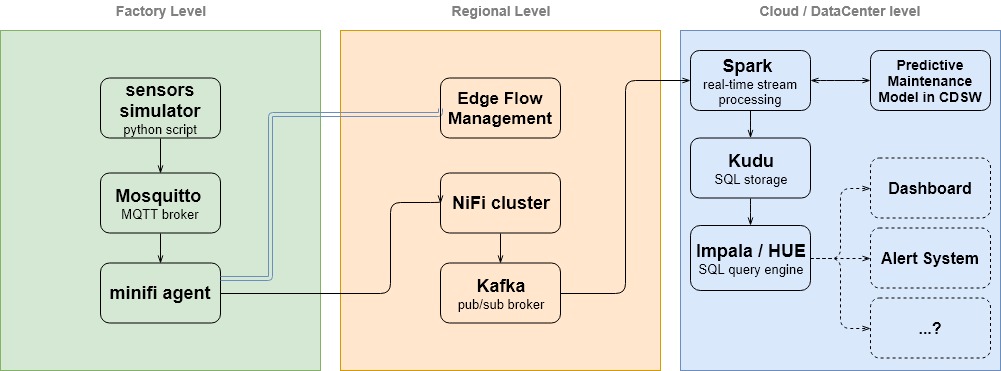 Factory Level
Regional Level
Cloud / DataCenter level
sensors
simulator
python script
Mosquitto
MQTT broker
minifi agent
Edge Flow
Management
NiFi cluster
Kafka
pub/sub broker
Spark
real-time stream
processing
Predictive
Maintenance
Model in CDSW
Kudu
SQL storage
Impala / HUE
SQL query engine
Dashboard
Alert System
...?